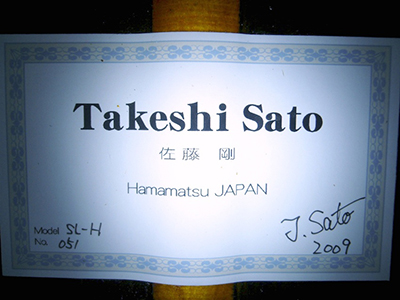 Takeshi Sato
佐藤 剛
Hamamatsu JAPAN
Model SL-H
No. 051
T. Sato
2009